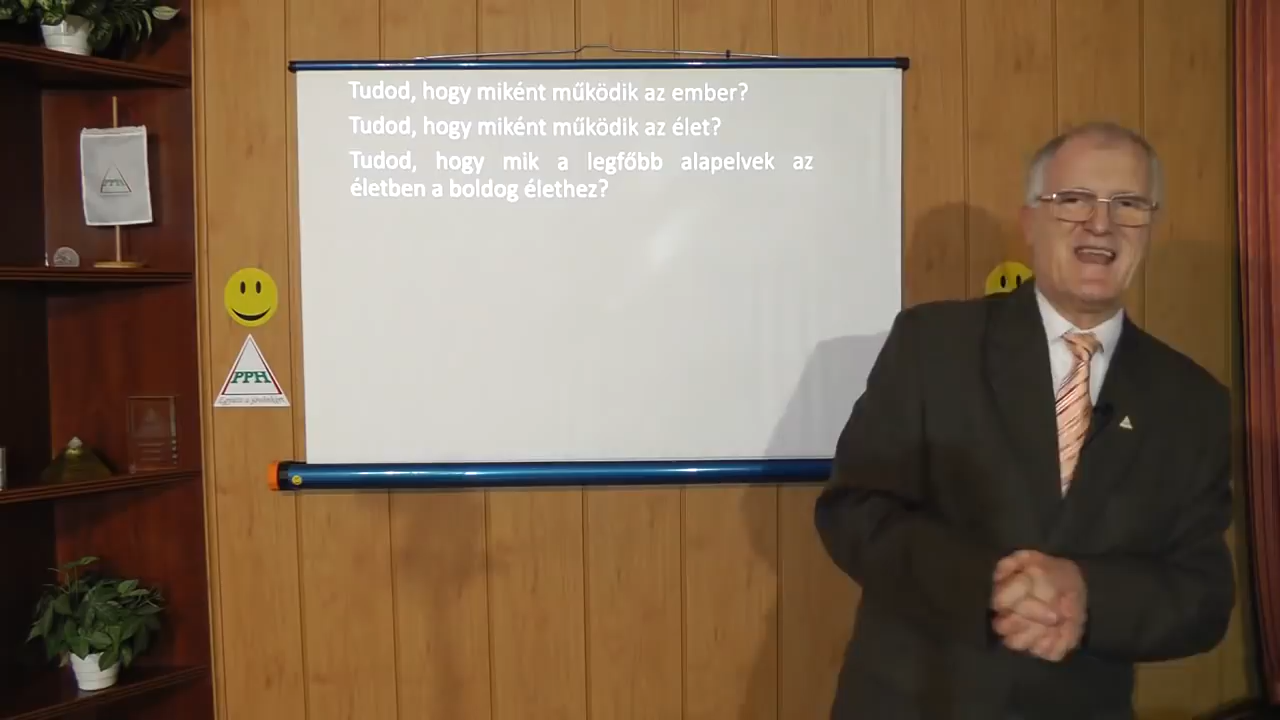 Tudod, hogy miként működik az ember?
Tudod, hogy miként működik az élet?
Tudod, hogy mik a legfőbb alapelvek az
életben a boldog élethez?
PPH
PPH